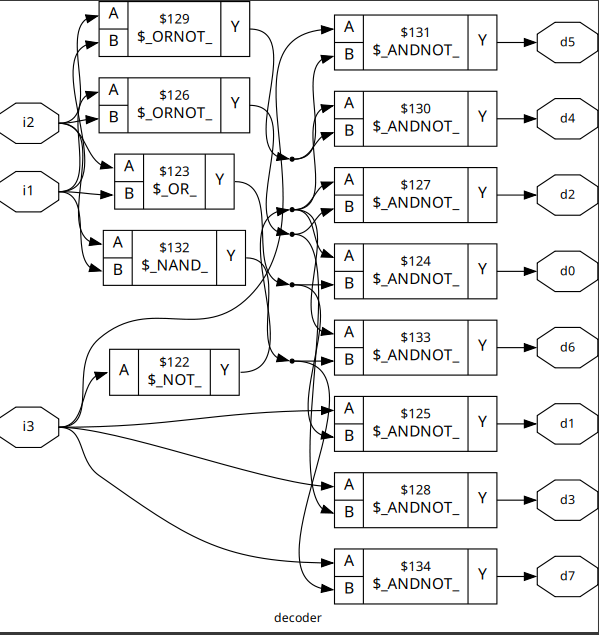 A
B
$129
$_ORNOT_
Y
A
B
$131
$_ANDNOT_
Y
d5
A
B
$126
$_ORNOT_
Y
A
B
$130
$_ANDNOT_
Y
d4
i2
A
B
$123
$_OR_
Y
A
B
$127
$_ANDNOT_
Y
d2
i1
A
B
$132
$_NAND_
Y
A
B
$124
$_ANDNOT_
Y
d0
A
$122
$_NOT_
Y
A
B
$133
$_ANDNOT_
Y
d6
i3
A
B
$125
$_ANDNOT_
Y
d1
A
B
$128
$_ANDNOT_
Y
d3
A
B
$134
$_ANDNOT_
Y
d7
decoder